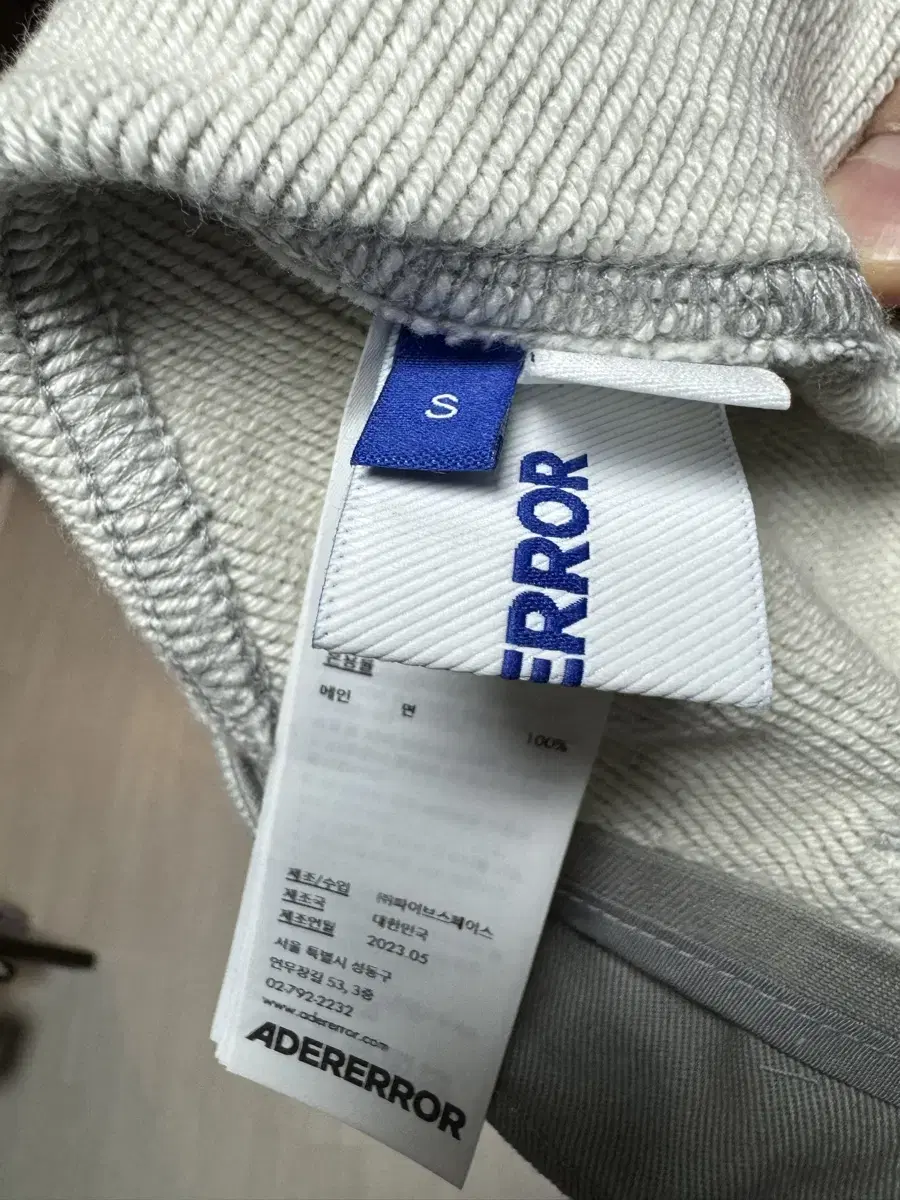 S
ERROR
혼용률
메인 면
100%
제조/수입 ㈜파이브스페이스
제조국 대한민국
제조연월 2023.05
서울 특별시 성동구
연무장길 53, 3층
02-792-2232
www.adererror.com
ADERERROR